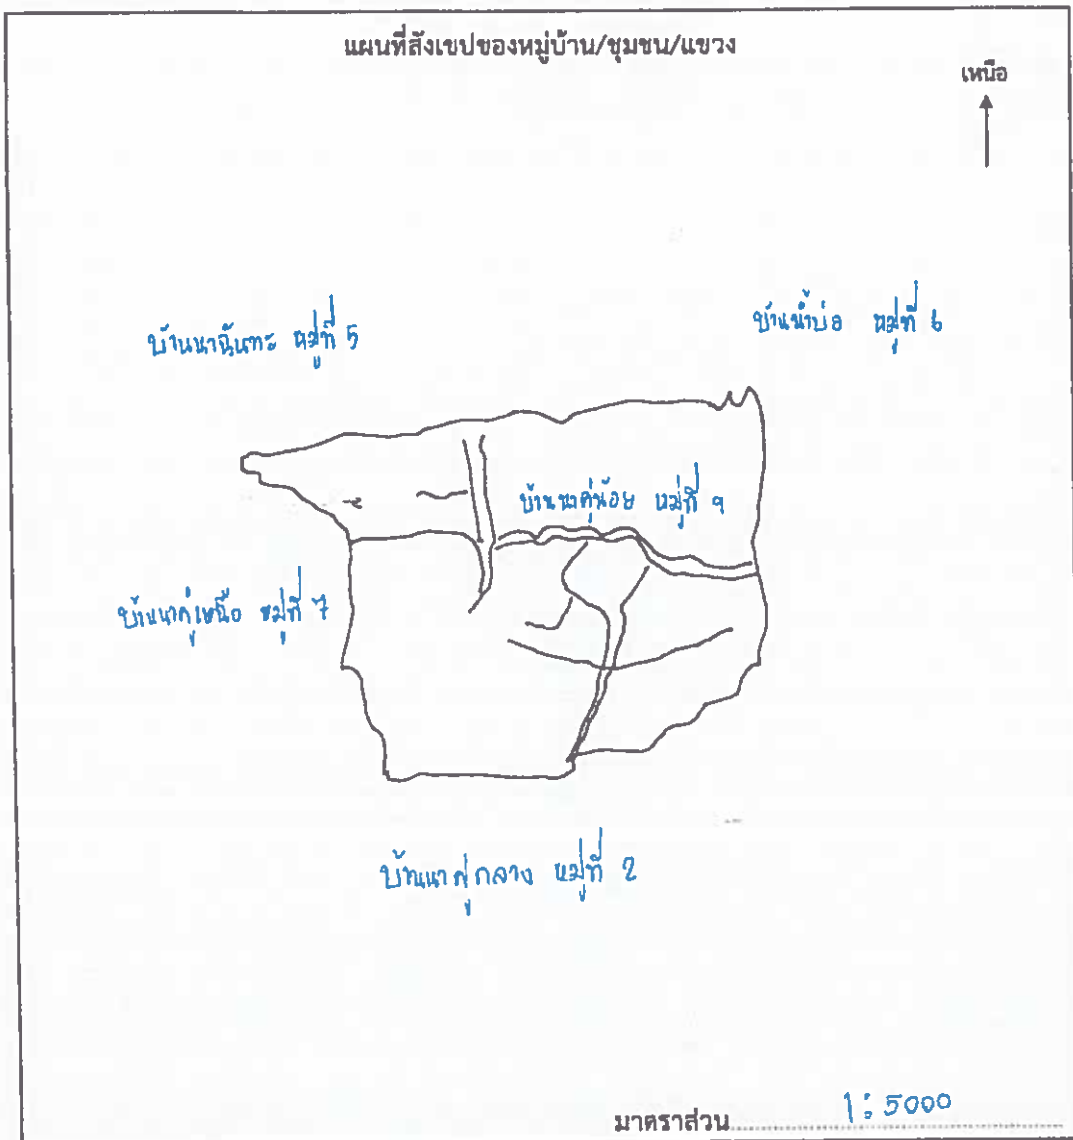 แผนที่สังเขปของหมู่บ้าน/ชุมชน/แขวง
เหนือ
บ้านนาฉันทะ หมู่ที่ 5
บ้านน้ำบ่อ หมู่ที่ 6
บ้านนาคู่น้อย หมู่ที่ 9
บ้านนาคู่เหนือ หมู่ที่ 7
บ้านนาคู่กลาง หมู่ที่ 2
มาตราส่วน 1:5000